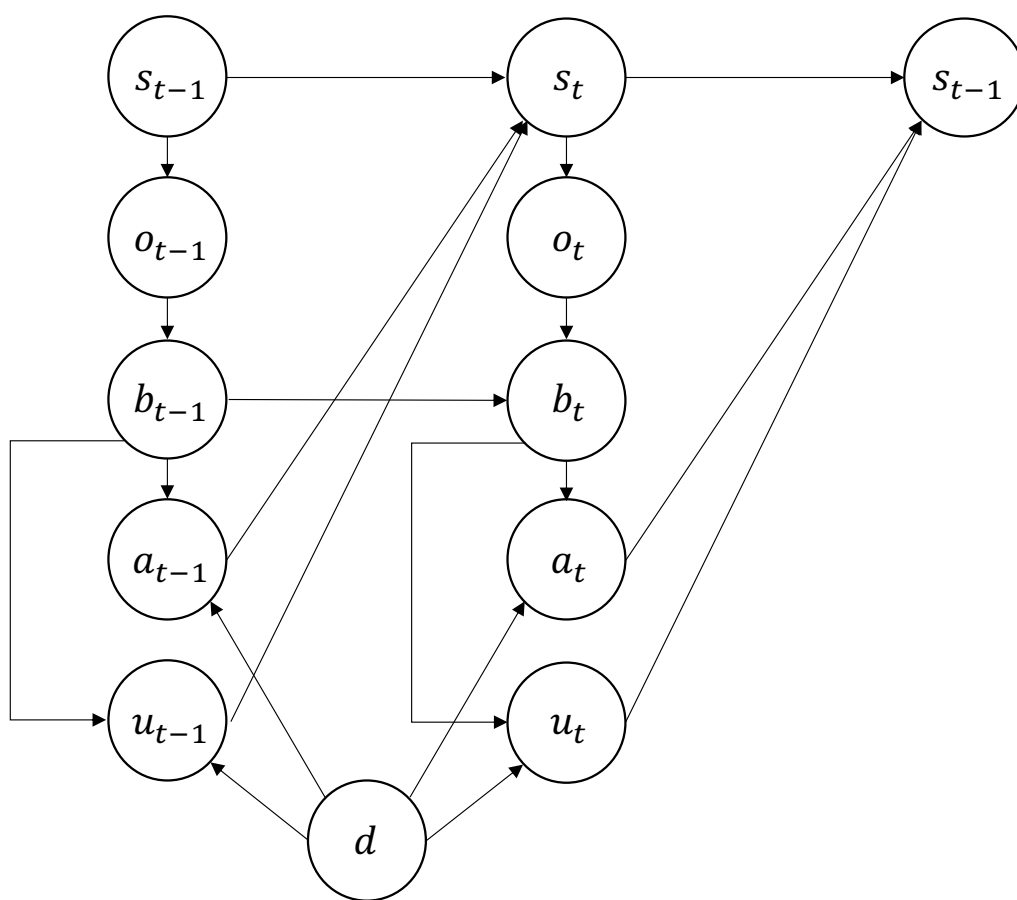 s_{t−1} s_t s_{t−1}
o_{t−1} o_t
b_{t−1} b_t
a_{t−1} a_t
u_{t−1} u_t
d